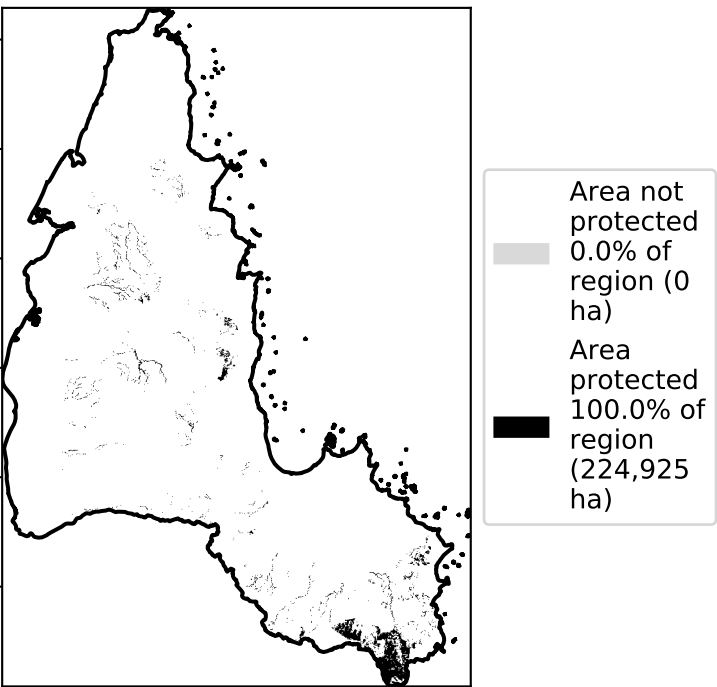 Area not
protected
0.0% of
region (0
ha)
Area
protected
100.0% of
region
(224,925
ha)